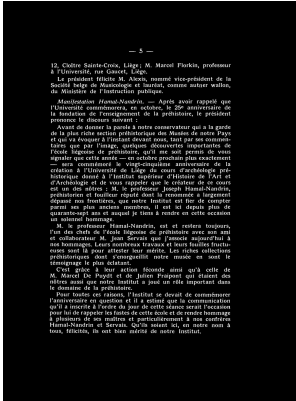 — 5 —
12, Cloître Sainte-Croix, Liège ; M. Marcel Florkin, professeur
à l'Université, rue Gaucet, Liège.
Le président félicite M. Alexis, nommé vice-président de la
Société belge de Musicologie et lauréat, comme auteur wallon,
du Ministère de l'Instruction publique.
Manifestation Hamal-Nandrin. — Après avoir rappelé que
l'Université commémorera, en octobre, le 25e anniversaire de
la fondation de l'enseignement de la préhistoire, le président
prononce le discours suivant :
Avant de donner la parole à notre conservateur qui a la garde
de la plus riche section préhistorique des Musées de notre Pays
et qui va évoquer à l'instant devant nous, tant par ses commen-
taires que par l'image, quelques découvertes importantes de
l'école liégeoise de préhistoire, qu'il me soit permis de vous
signaler que cette année — en octobre prochain plus exactement
— sera commémoré le vingt-cinquième anniversaire de la
création à l'Université de Liège du cours d'archéologie pré-
historique donné à l'Institut supérieur d'Histoire de l'Art et
d'Archéologie et de vous rappeler que le créateur de ce cours
est un des nôtres : M. le professeur Joseph Hamal-Nandrin,
préhistorien et fouilleur réputé dont la renommée a largement
dépassé nos frontières, que notre Institut est fier de compter
parmi ses plus anciens membres, il est ici depuis plus de
quarante-sept ans et auquel je tiens à rendre en cette occasion
un solennel hommage.
M. le professeur Hamal-Nandrin, est et restera toujours,
l'un des chefs de l'école liégeoise de préhistoire avec son ami
et collaborateur M. Jean Servais que j'associe aujourd'hui à
nos hommages. Leurs nombreux travaux et leurs fouilles fructu-
euses sont là pour attester leur mérite. Les riches collections
préhistoriques dont s'enorgueillit notre musée en sont le
témoignage le plus éclatant.
C'est grâce à leur action féconde ainsi qu'à celle de
M. Marcel De Puydt et de Julien Fraipont qui étaient des
nôtres aussi que notre Institut a joué un rôle important dans
le domaine de la préhistoire.
Pour toutes ces raisons, l'Institut se devait de commémorer
l'anniversaire en question et il a estimé que la communication
qu'il a inscrite à l'ordre du jour de cette séance serait l'occasion
pour lui de rappeler les fastes de cette école et de rendre hommage
à plusieurs de ses maîtres et particulièrement à nos confrères
Hamal-Nandrin et Servais. Qu'ils soient ici, en notre nom à
tous, félicités, ils ont bien mérité de notre Institut.